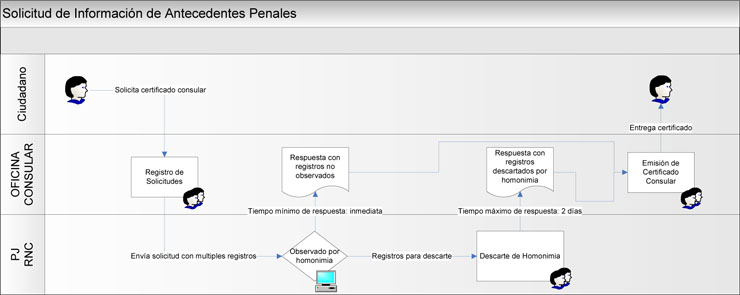 Solicitud de Información de Antecedentes Penales
Ciudadano
Solicita certificado consular
Entrega certificado
OFICINA
CONSULAR
Registro de
Solicitudes
Respuesta con
registros no
observados
Respuesta con
registros
descartados por
homonimia
Emisión de
Certificado
Consular
Tiempo mínimo de respuesta: inmediata
Tiempo máximo de respuesta: 2 días
PJ
RNC
Envía solicitud con multiples registros
Observado por
homonimia
Registros para descarte
Descarte de Homonimia